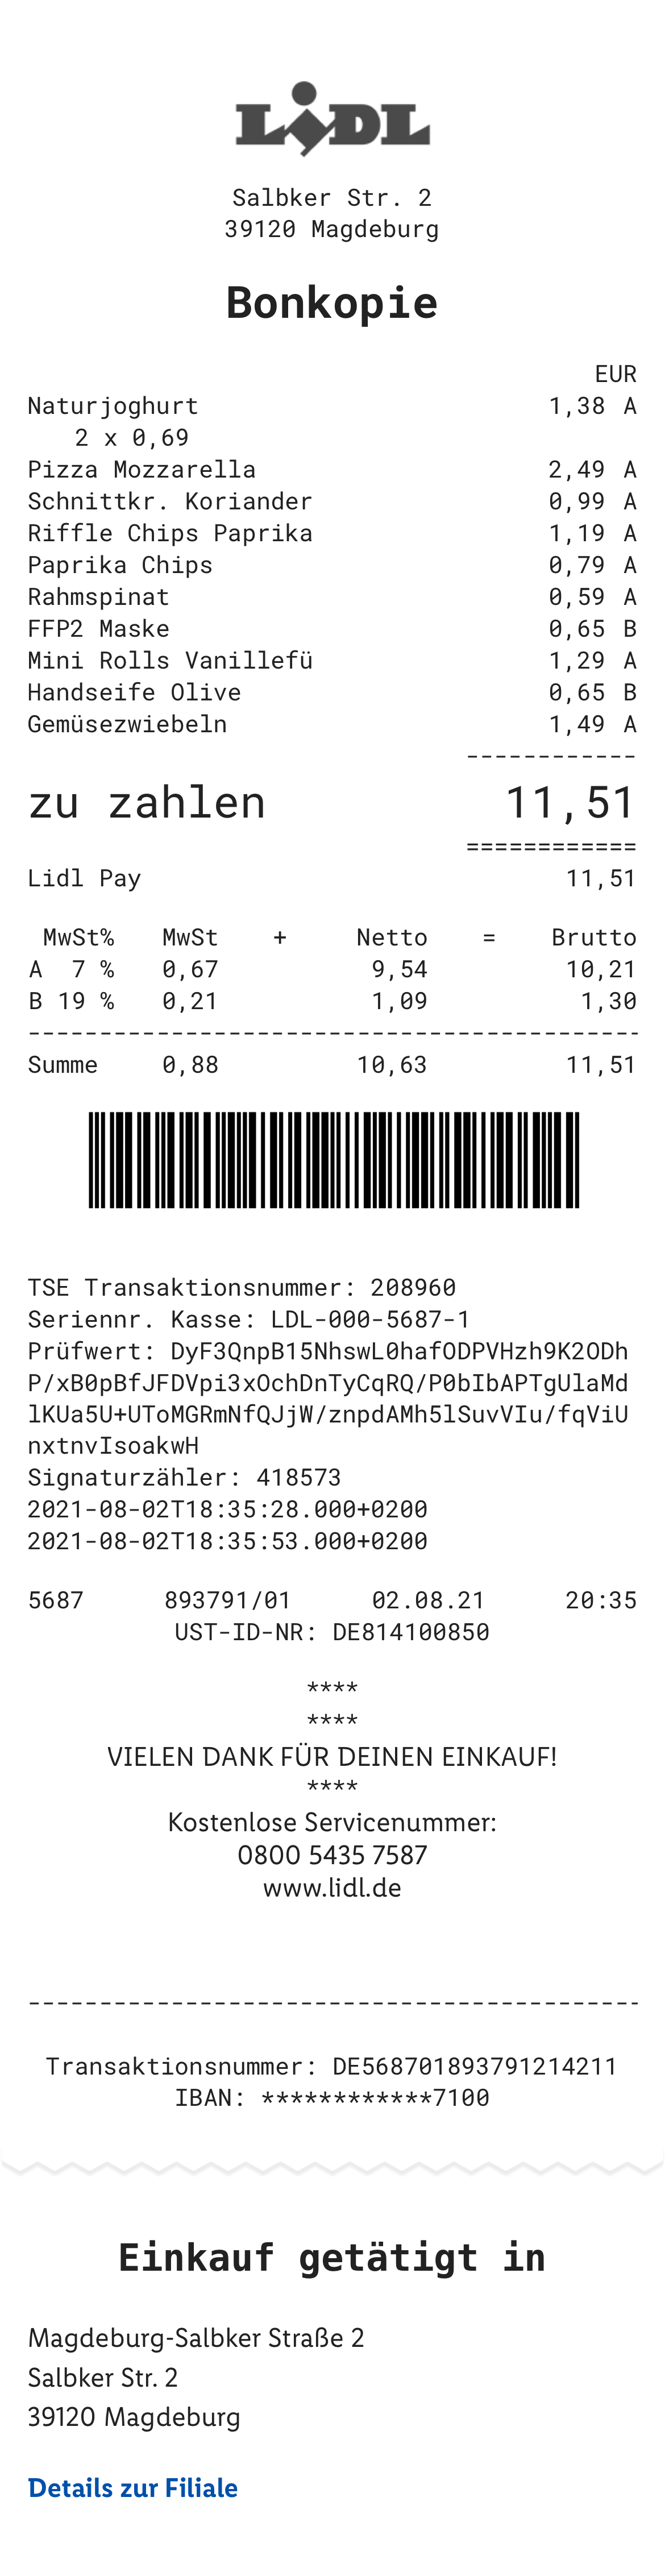 LIDL
Salbker Str. 2
39120 Magdeburg
Bonkopie
EUR
Naturjoghurt 1,38 A
2 x 0,69
Pizza Mozzarella 2,49 A
Schnittkr. Koriander 0,99 A
Riffle Chips Paprika 1,19 A
Paprika Chips 0,79 A
Rahmspinat 0,59 A
FFP2 Maske 0,65 B
Mini Rolls Vanillefü 1,29 A
Handseife Olive 0,65 B
Gemüsezwiebeln 1,49 A
------------
zu zahlen 11,51
============
Lidl Pay 11,51
MwSt% MwSt + Netto = Brutto
A 7 % 0,67 9,54 10,21
B 19 % 0,21 1,09 1,30
-------------------------------------------
Summe 0,88 10,63 11,51
TSE Transaktionsnummer: 208960
Seriennr. Kasse: LDL-000-5687-1
Prüfwert: DyF3QnpB15NhswL0hafODPVHzh9K2ODh
P/xB0pBfJFDVpi3xOchDnTyCqRQ/P0bIbAPTgUlaMd
lKUa5U+UToMGRmNfQJjW/znpdAMh5lSuvVIu/fqViU
nxtnvIsoakwH
Signaturzähler: 418573
2021-08-02T18:35:28.000+0200
2021-08-02T18:35:53.000+0200
5687 893791/01 02.08.21 20:35
UST-ID-NR: DE814100850
****
****
VIELEN DANK FÜR DEINEN EINKAUF!
****
Kostenlose Servicenummer:
0800 5435 7587
www.lidl.de
-------------------------------------------
Transaktionsnummer: DE568701893791214211
IBAN: ************7100
Einkauf getätigt in
Magdeburg-Salbker Straße 2
Salbker Str. 2
39120 Magdeburg
Details zur Filiale